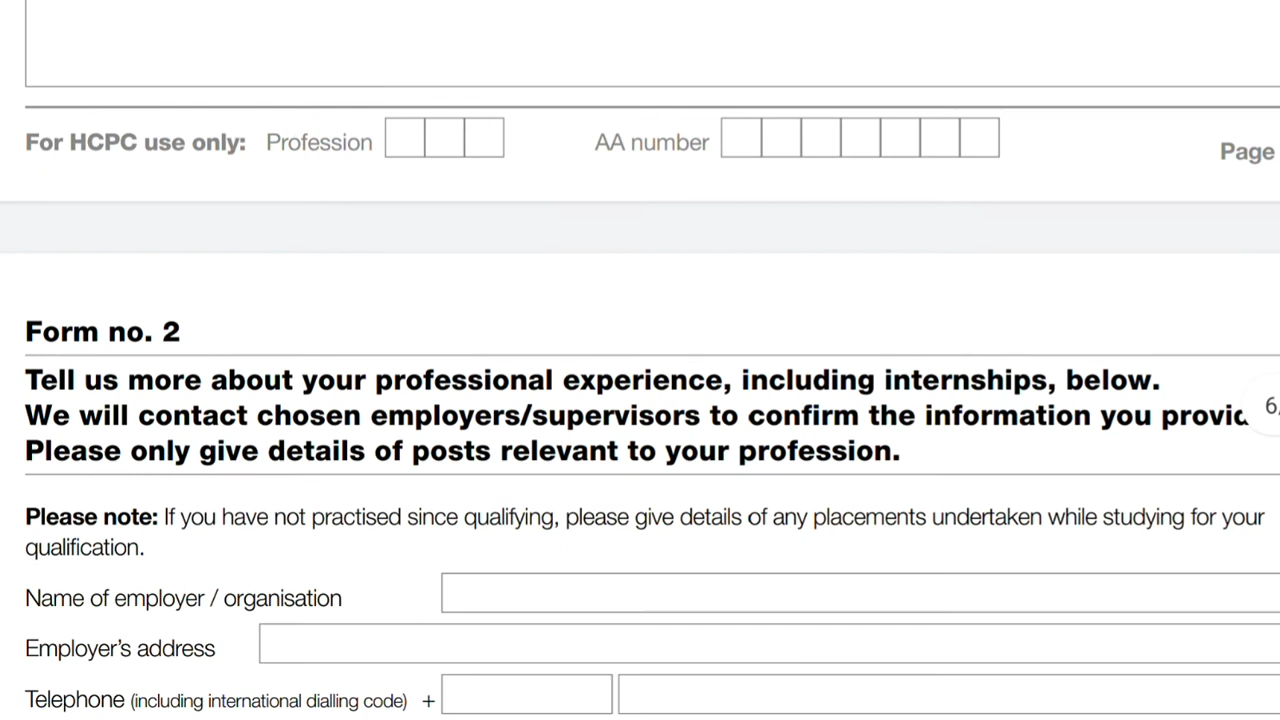 For HCPC use only: Profession AA number
Page
Form no. 2
Tell us more about your professional experience, including internships, below.
We will contact chosen employers/supervisors to confirm the information you
Please only give details of posts relevant to your profession.
Please note: If you have not practised since qualifying, please give details of any placements undertaken while studying for your
qualification.
Name of employer / organisation
Employer's address
Telephone (including international dialling code) +